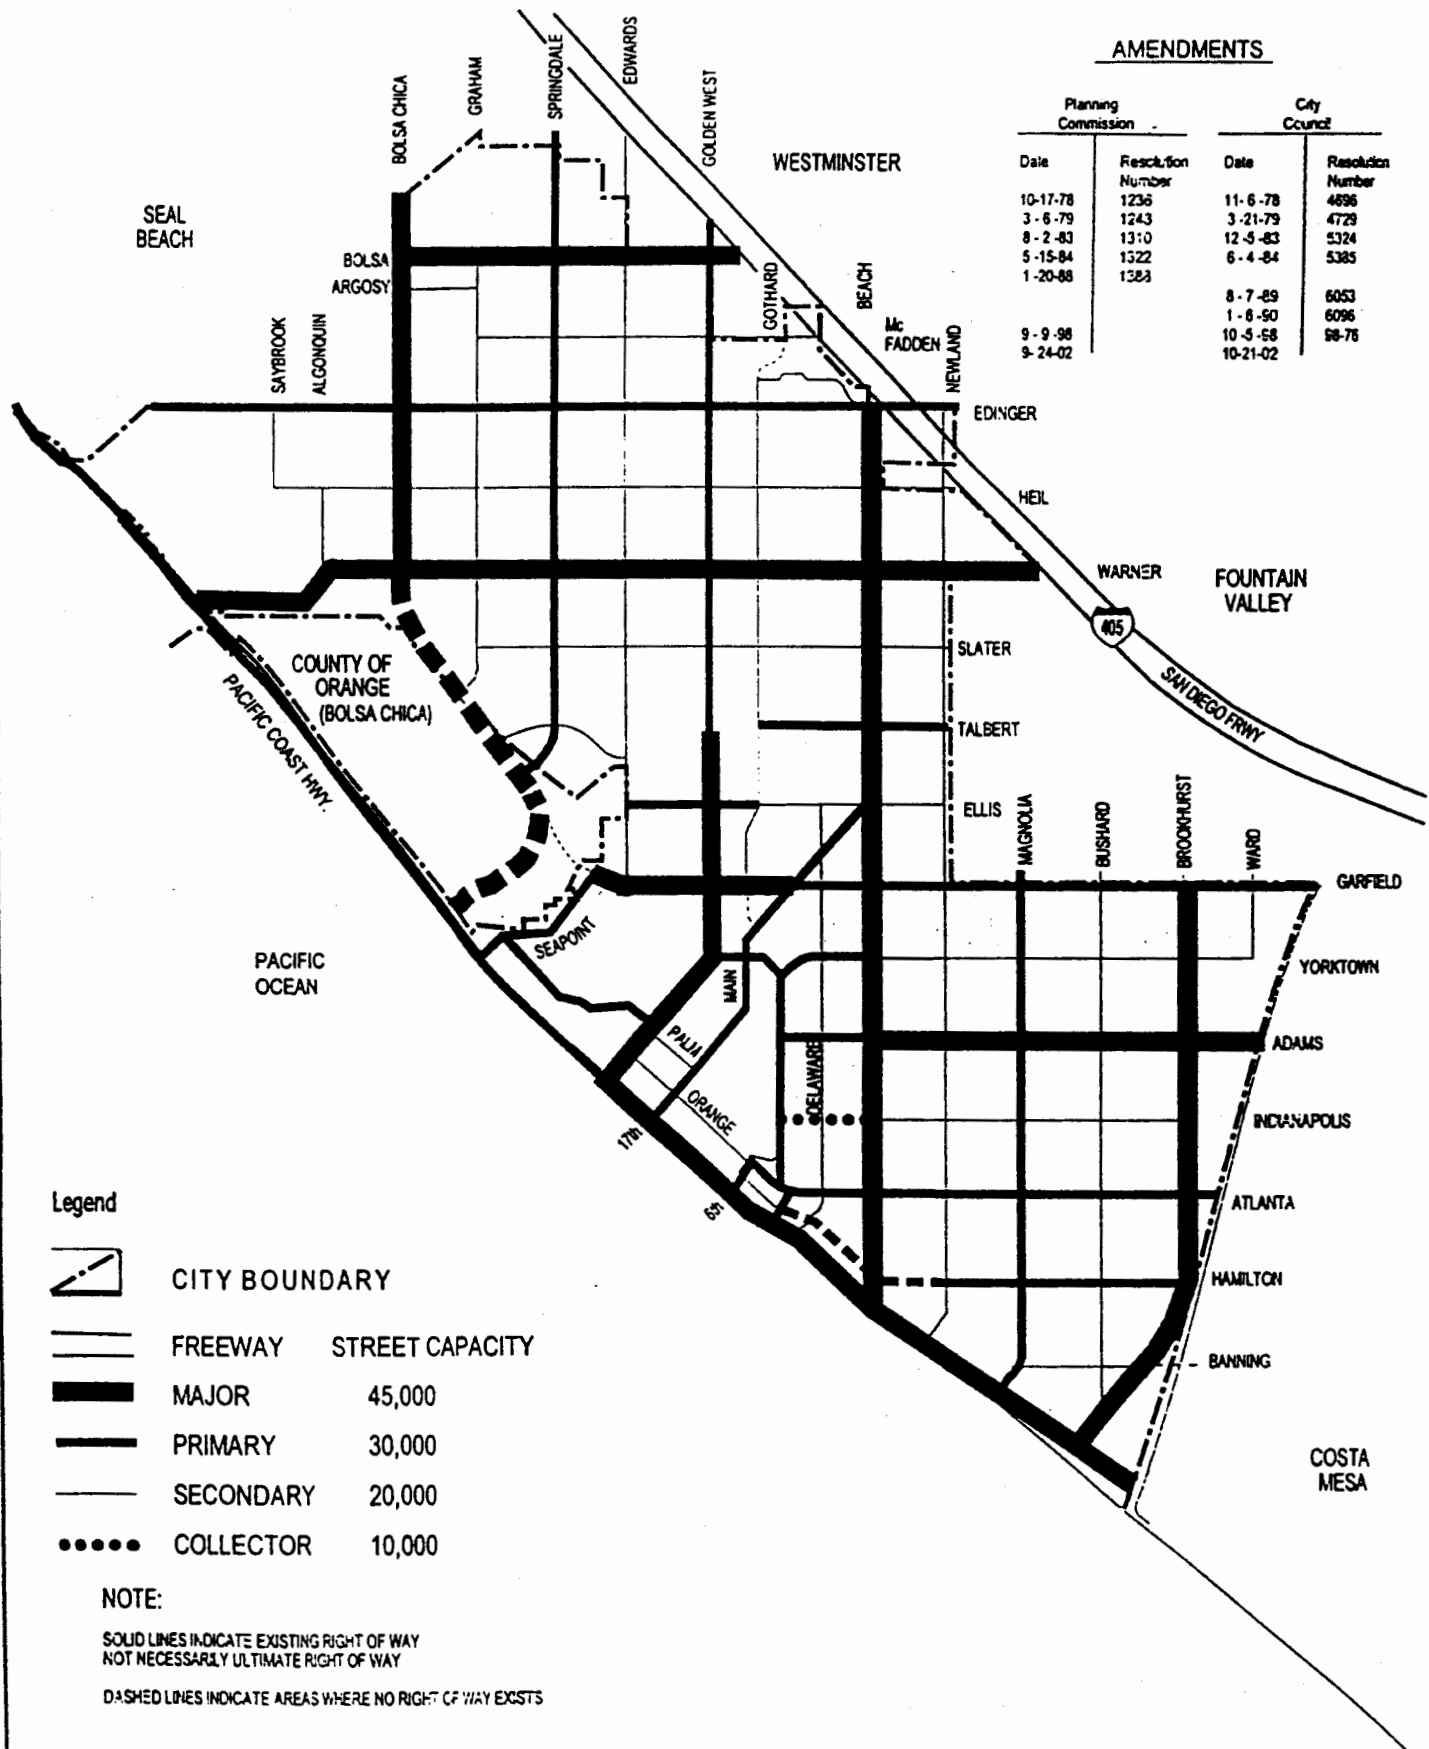 AMENDMENTS
Planning Commission
City Council
Date
Resolution Number
Date
Resolution Number
10-17-78 1236 11-6-78 4696
3-6-79 1243 3-21-79 4729
8-2-83 1310 12-5-83 5324
5-15-84 1322 6-4-84 5385
1-20-88
8-7-89 6053
1-6-90 6096
9-9-98 10-5-98 98-76
9-24-02 10-21-02
BOLSA CHICA
GRAHAM
SPRINGDALE
EDWARDS
GOLDEN WEST
WESTMINSTER
SEAL
BEACH
BOLSA
ARGOSY
GOTHARD
BEACH
Mc
FADDEN
NEWLAND
SAYBROOK
ALGONQUIN
EDINGER
HEIL
WARNER
FOUNTAIN
VALLEY
405
SLATER
SAN DIEGO FRWY
COUNTY OF
ORANGE
(BOLSA CHICA)
PACIFIC COAST HWY.
TALBERT
ELLIS
MAGNOLIA
BUSHARD
BROOKHURST
WARD
GARFIELD
SEAPOINT
PACIFIC
OCEAN
MAIN
YORKTOWN
PALM
DELAWARE
ADAMS
ORANGE
17th
INDIANAPOLIS
6th
ATLANTA
HAMILTON
BANNING
COSTA
MESA
Legend
CITY BOUNDARY
FREEWAY STREET CAPACITY
MAJOR 45,000
PRIMARY 30,000
SECONDARY 20,000
COLLECTOR 10,000
NOTE:
SOLID LINES INDICATE EXISTING RIGHT OF WAY
NOT NECESSARILY ULTIMATE RIGHT OF WAY
DASHED LINES INDICATE AREAS WHERE NO RIGHT OF WAY EXISTS